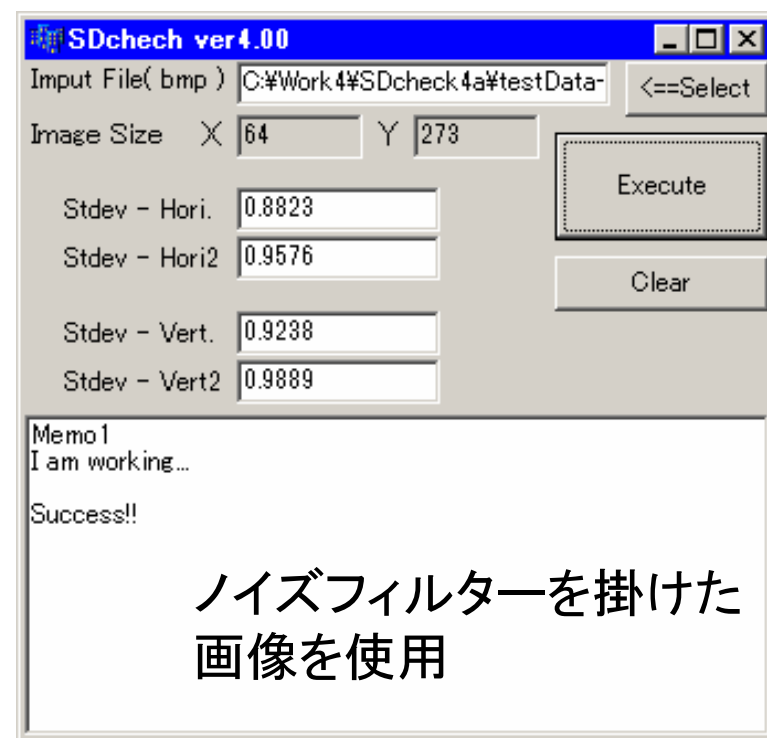 SDchech ver4.00
Imput File( bmp ) C:¥Work4¥SDcheck4a¥testData- <==Select
Image Size X 64 Y 273
Execute
Stdev - Hori. 0.8823
Stdev - Hori2 0.9576
Clear
Stdev - Vert. 0.9238
Stdev - Vert2 0.9889
Memo1
I am working...
Success!!
ノイズフィルターを掛けた
画像を使用